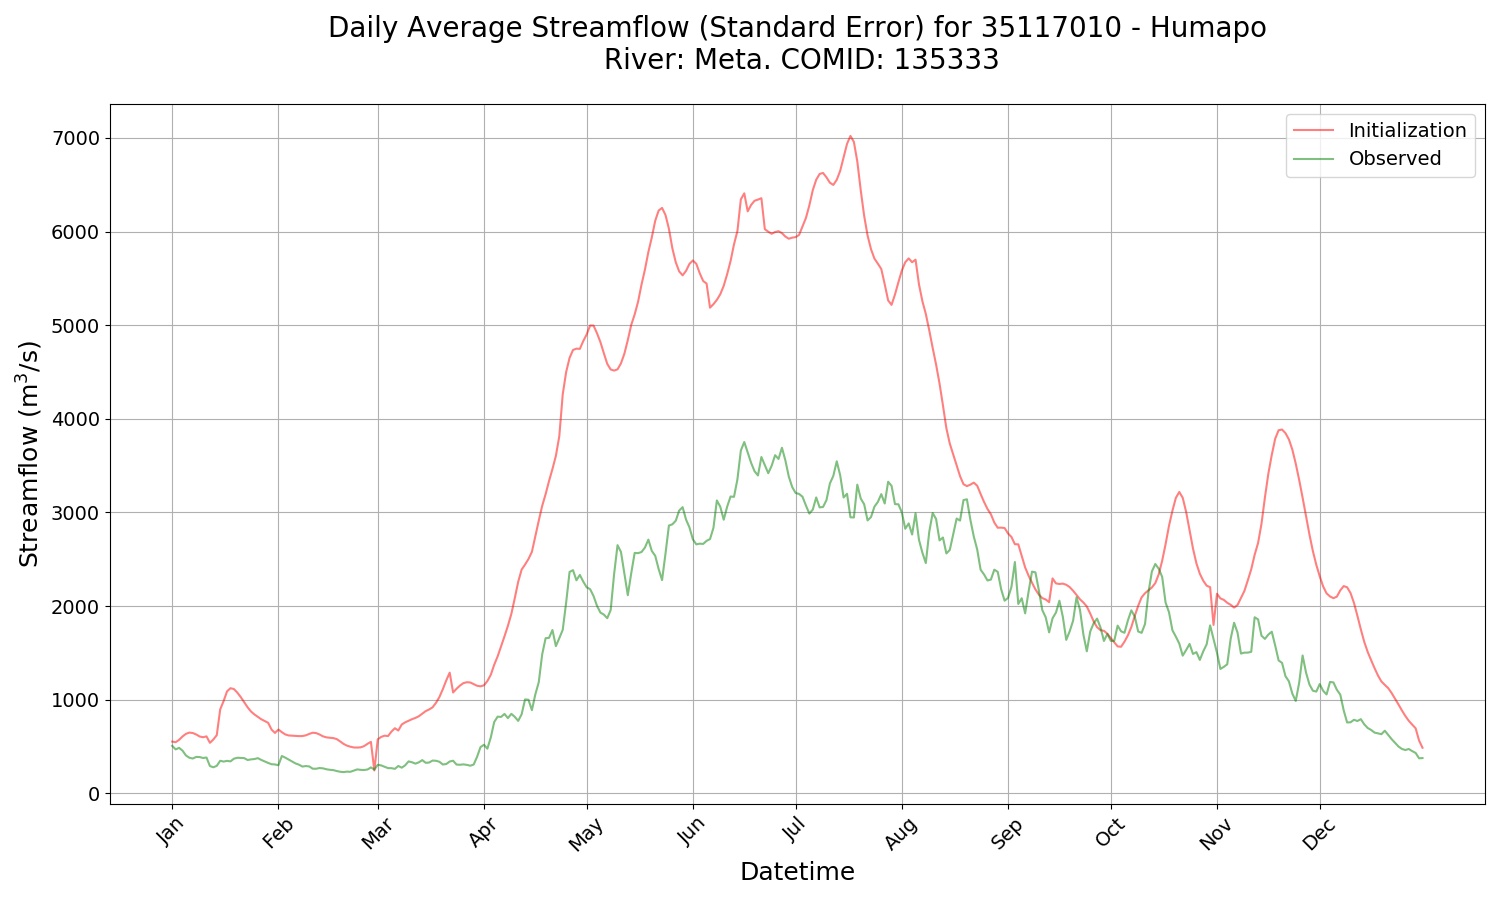 Daily Average Streamflow (Standard Error) for 35117010 - Humapo
River: Meta. COMID: 135333
Initialization
Observed
Streamflow (m³/s)
7000
6000
5000
4000
3000
2000
1000
0
Jan
Feb
Mar
Apr
May
Jun
Jul
Aug
Sep
Oct
Nov
Dec
Datetime